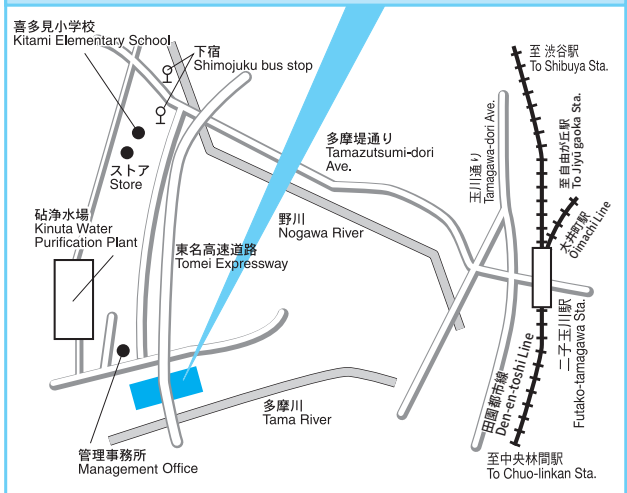 喜多見小学校
Kitami Elementary School
下宿
Shimojuku bus stop
ストア
Store
砧浄水場
Kinuta Water
Purification Plant
東名高速道路
Tomei Expressway
多摩堤通り
Tamazutsumi-dori
Ave.
野川
Nogawa River
玉川通り
Tamagawa-dori Ave.
至 渋谷駅
To Shibuya Sta.
至自由が丘駅
To Jiyū gaoka Sta.
大井町駅
Ōimachi Line
二子玉川駅
Futako-tamagawa Sta.
田園都市線
Den-en-toshi Line
至中央林間駅
To Chuo-linkan Sta.
多摩川
Tama River
管理事務所
Management Office